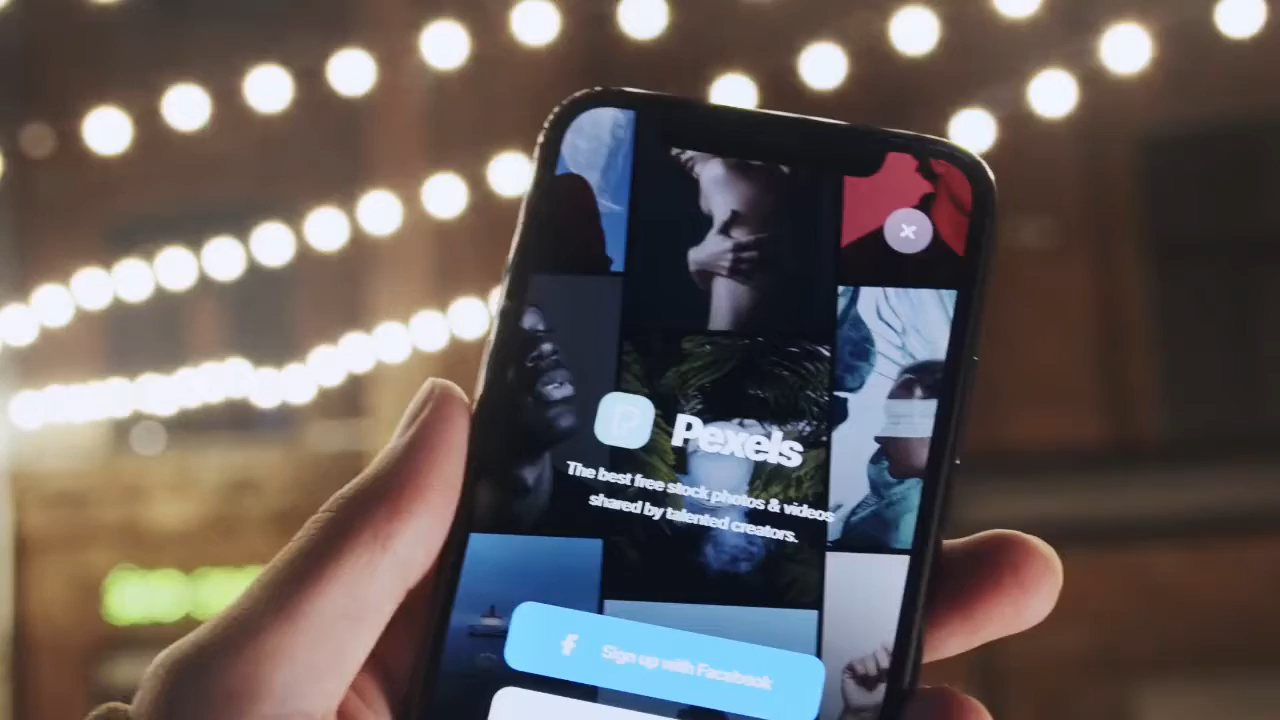 Pexels
The best free stock photos & videos
shared by talented creators.
Sign up with Facebook